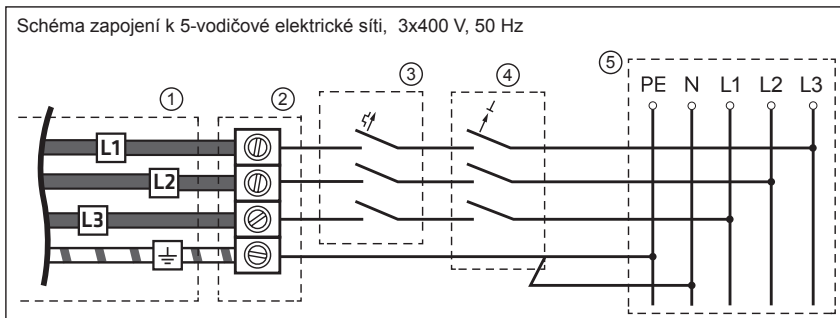 Schéma zapojení k 5-vodičové elektrické síti, 3x400 V, 50 Hz
1 2 3 4 5
PE N L1 L2 L3
L1
L2
L3